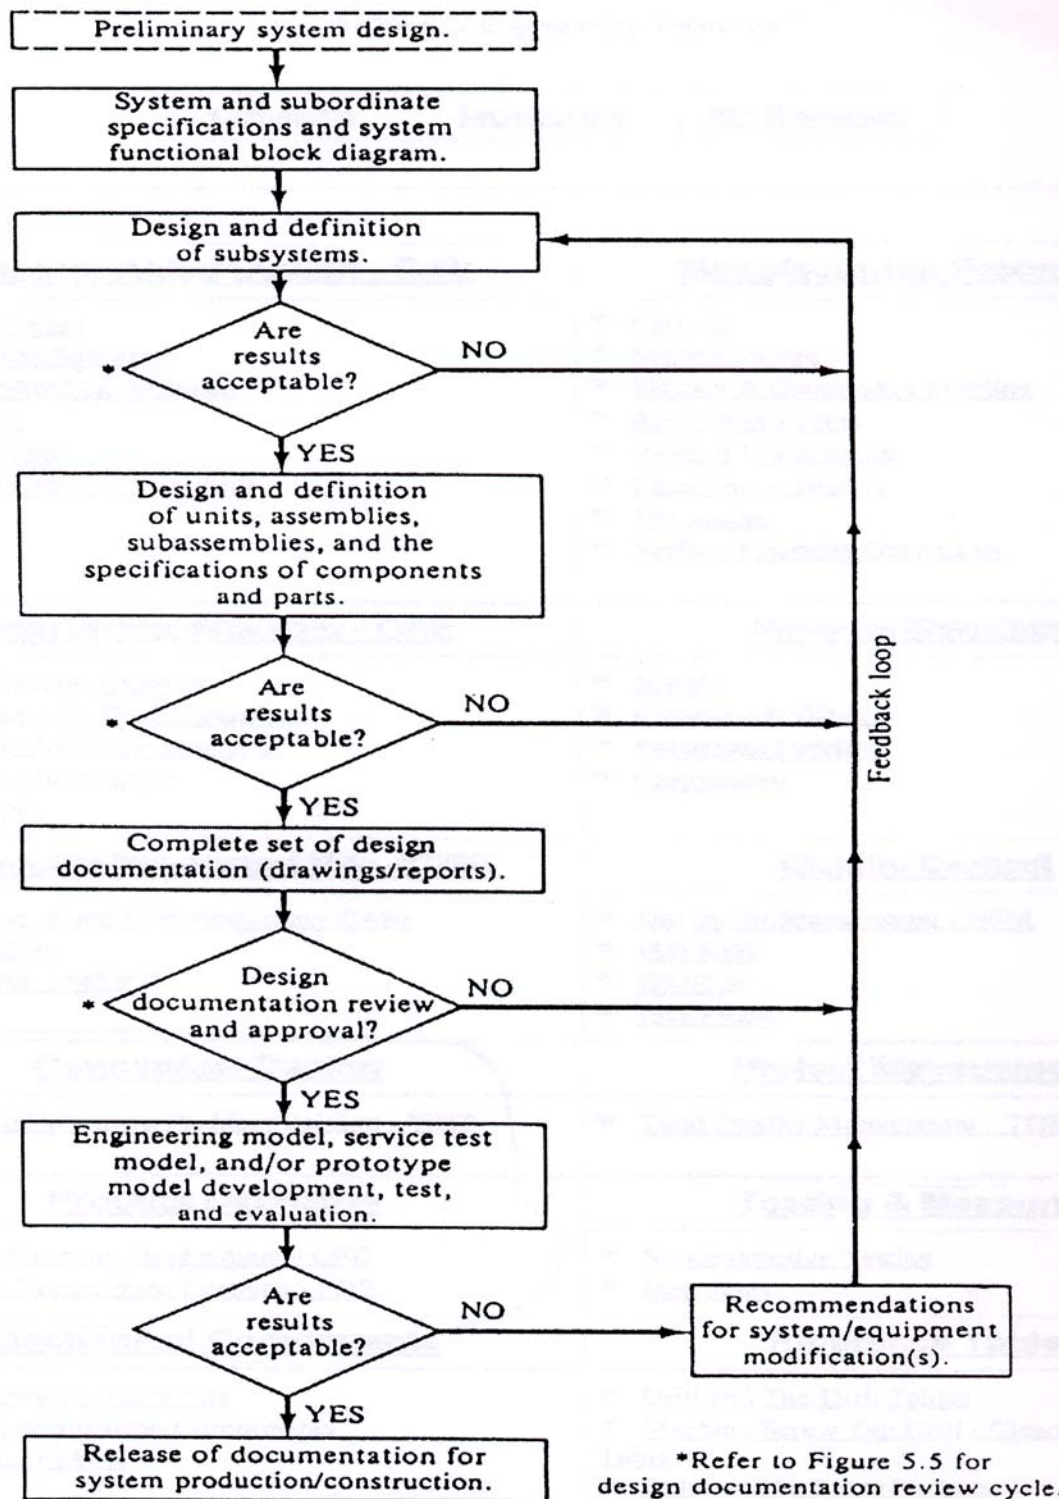 Preliminary system design.
System and subordinate
specifications and system
functional block diagram.
Design and definition
of subsystems.
Are
results
acceptable?
*
NO
YES
Design and definition
of units, assemblies,
subassemblies, and the
specifications of components
and parts.
Are
results
acceptable?
*
NO
YES
Feedback loop
Complete set of design
documentation (drawings/reports).
Design
documentation review
and approval?
*
NO
YES
Engineering model, service test
model, and/or prototype
model development, test,
and evaluation.
Are
results
acceptable?
NO
Recommendations
for system/equipment
modification(s).
YES
Release of documentation for
system production/construction.
*Refer to Figure 5.5 for
design documentation review cycle.